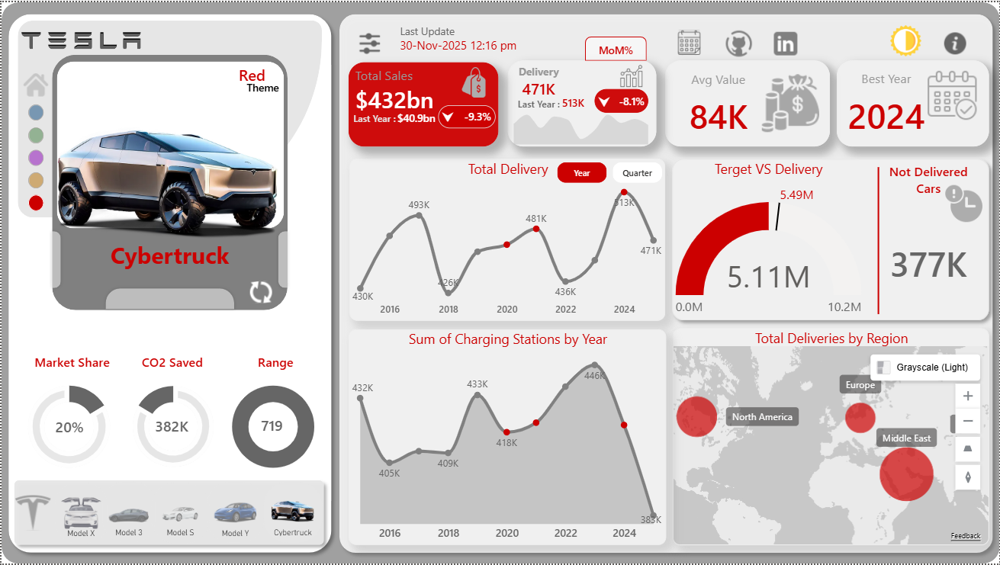 TESLA
Red
Theme
Cybertruck
Market Share
CO2 Saved
Range
20%
382K
719
Model X
Model 3
Model S
Model Y
Cybertruck
Last Update
30-Nov-2025 12:16 pm
MoM%
Total Sales
$432bn
Last Year : $40.9bn
-9.3%
Delivery
471K
Last Year : 513K
-8.1%
Avg Value
84K
Best Year
2024
Total Delivery
Year
Quarter
493K
481K
513K
471K
430K
426K
436K
2016
2018
2020
2022
2024
Terget VS Delivery
5.49M
5.11M
0.0M
10.2M
Not Delivered
Cars
377K
Sum of Charging Stations by Year
432K
433K
446K
405K
409K
418K
383K
2016
2018
2020
2022
2024
Total Deliveries by Region
Grayscale (Light)
Europe
North America
Middle East
Feedback